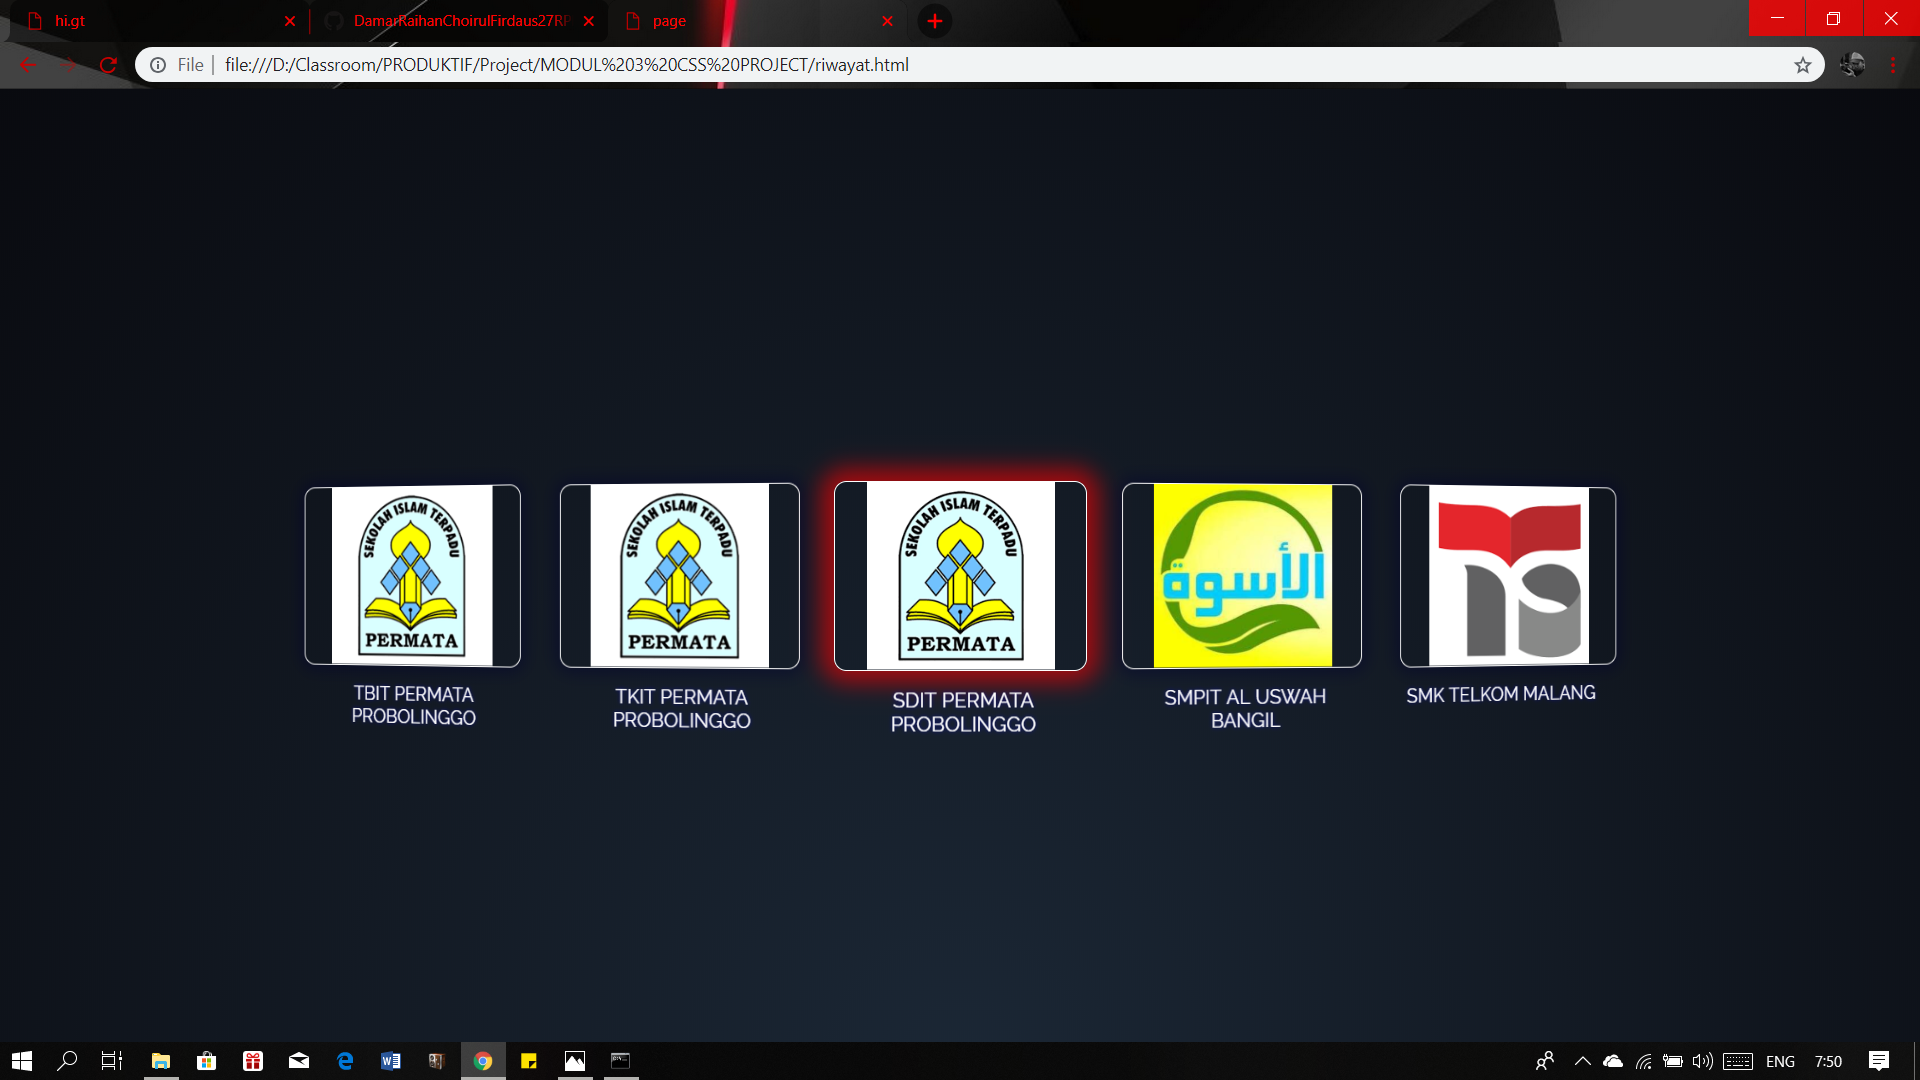 hi.gt
DamarRaihanChoirulFirdaus27RP
page
File
file:///D:/Classroom/PRODUKTIF/Project/MODUL%203%20CSS%20PROJECT/riwayat.html
SEKOLAH ISLAM TERPADU
PERMATA
SEKOLAH ISLAM TERPADU
PERMATA
SEKOLAH ISLAM TERPADU
PERMATA
الأسوة
TBIT PERMATA
PROBOLINGGO
TKIT PERMATA
PROBOLINGGO
SDIT PERMATA
PROBOLINGGO
SMPIT AL USWAH
BANGIL
SMK TELKOM MALANG
ENG
7:50